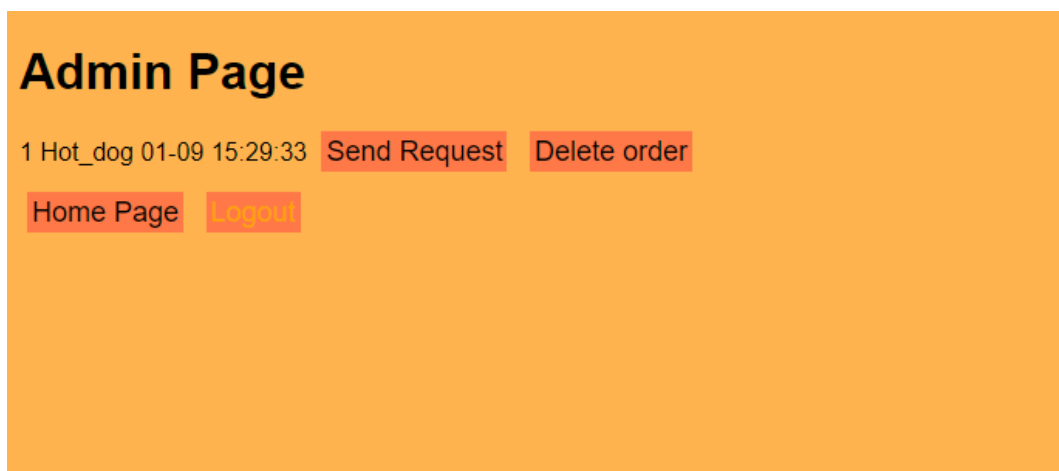 Admin Page
1 Hot_dog 01-09 15:29:33 Send Request Delete order
Home Page Logout